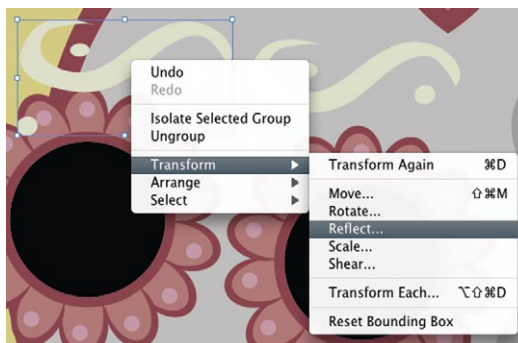 Undo
Redo
Isolate Selected Group
Ungroup
Transform
Arrange
Select
Transform Again ⌘D
Move... ⇧⌘M
Rotate...
Reflect...
Scale...
Shear...
Transform Each... ⌥⇧⌘D
Reset Bounding Box